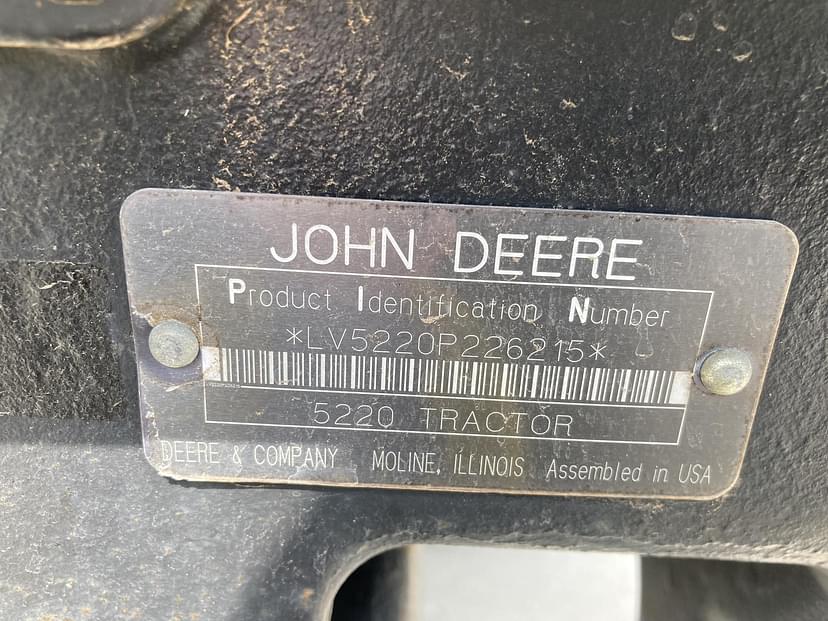 JOHN DEERE
Product Identification Number
*LV5220P226215*
5220 TRACTOR
DEERE & COMPANY MOLINE, ILLINOIS Assembled in USA